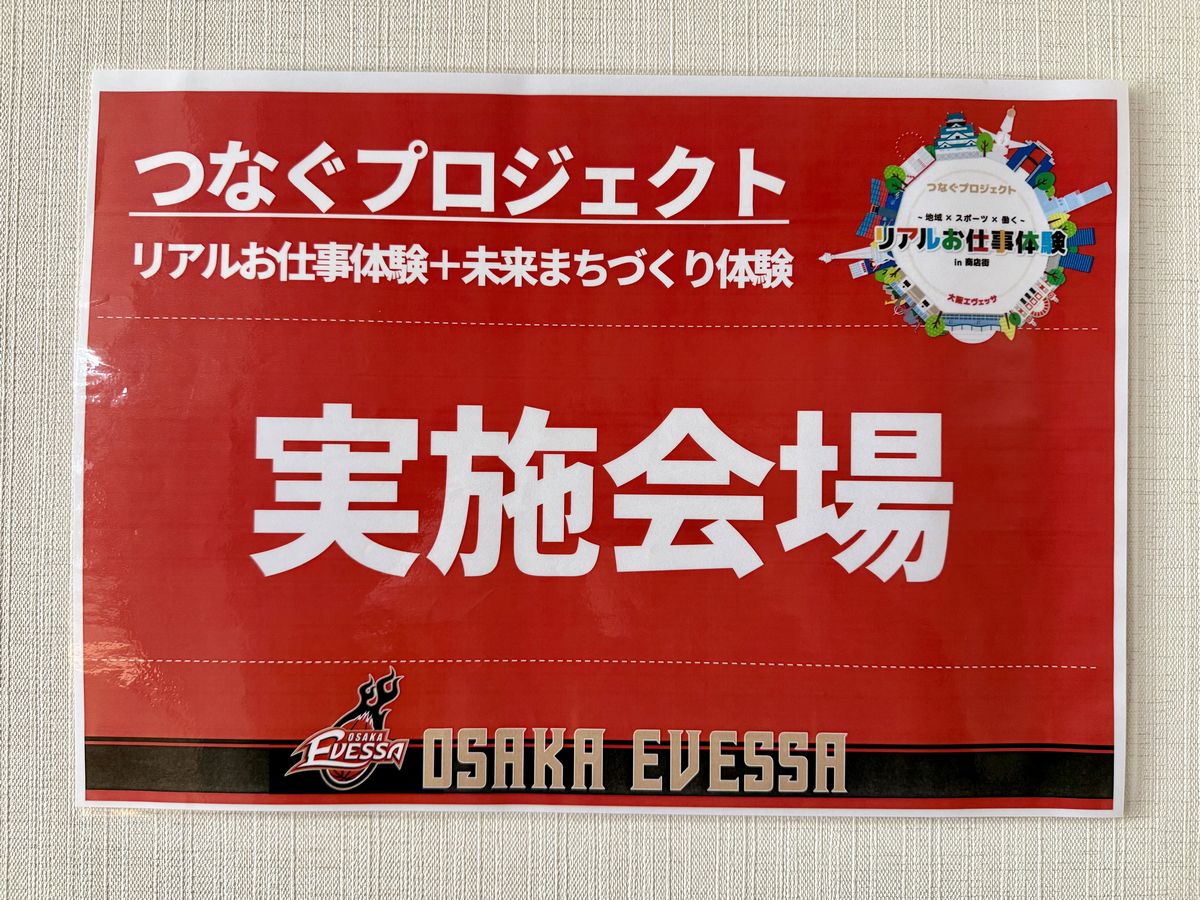 つなぐプロジェクト
リアルお仕事体験＋未来まちづくり体験
つなぐプロジェクト
~ 地域 × スポーツ × 働く ~
リアルお仕事体験
in 商店街
大阪エヴェッサ
実施会場
OSAKA
EVESSA
OSAKA EVESSA